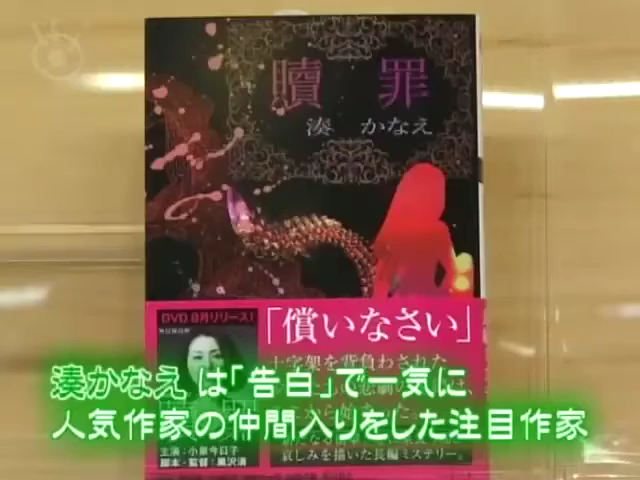 贖罪
湊 かなえ
DVD 8月リリース!
「償いなさい」
十字架を背負わされた
主演:小泉今日子
脚本・監督:黒沢清
哀しみを描いた長編ミステリー。
湊かなえ は「告白」で一気に
人気作家の仲間入りをした注目作家